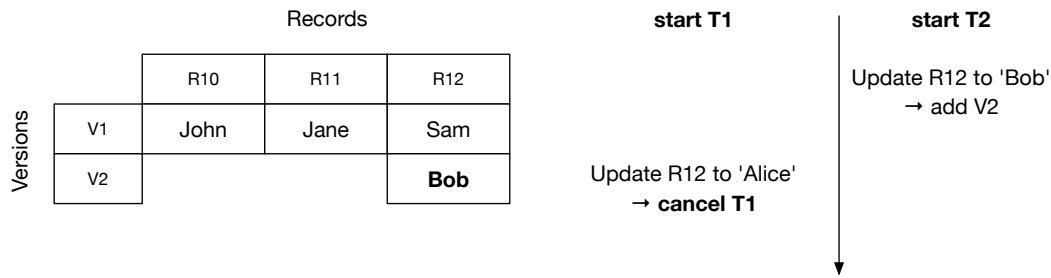 Records
start T1
start T2
R10 R11 R12
Versions
V1 John Jane Sam
V2 Bob
Update R12 to 'Bob'
→ add V2
Update R12 to 'Alice'
→ cancel T1